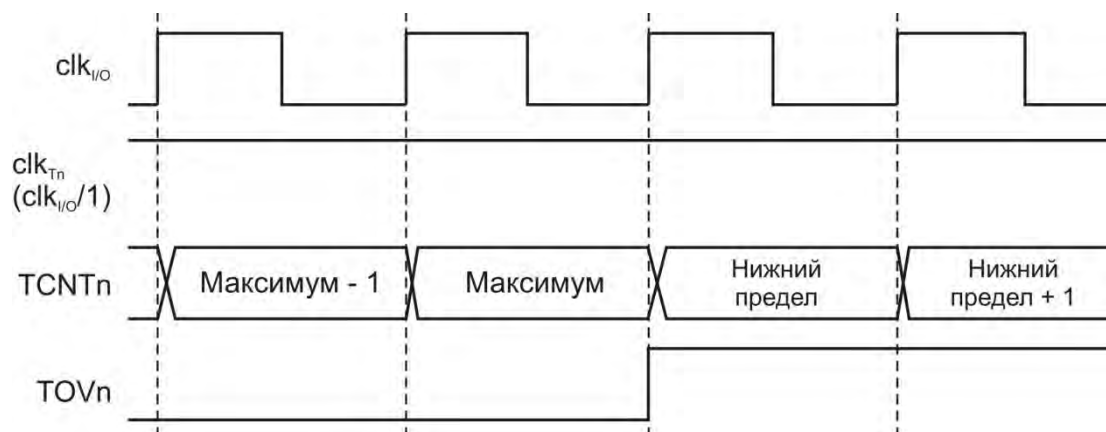 clkI/O
clkTn
(clkI/O/1)
TCNTn
Максимум - 1
Максимум
Нижний
предел
Нижний
предел + 1
TOVn